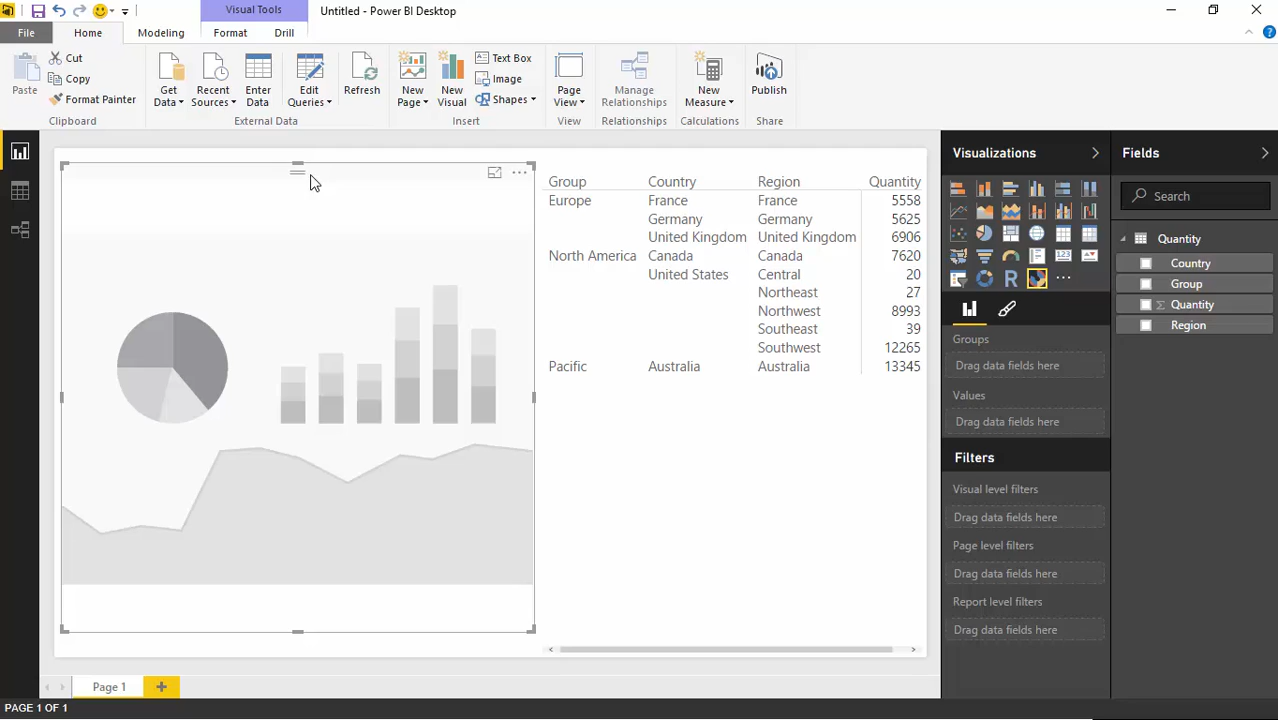 Visual Tools
Untitled - Power BI Desktop
File
Home
Modeling
Format
Drill
Paste
Cut
Copy
Format Painter
Clipboard
Get Data
Recent Sources
Enter Data
Edit Queries
Refresh
External Data
New Page
New Visual
Text Box
Image
Shapes
Insert
Page View
View
Manage Relationships
Relationships
New Measure
Calculations
Publish
Share
Group Country Region Quantity
Europe France France 5558
Germany Germany 5625
United Kingdom United Kingdom 6906
North America Canada Canada 7620
United States Central 20
Northeast 27
Northwest 8993
Southeast 39
Southwest 12265
Pacific Australia Australia 13345
Visualizations
R
123
Groups
Drag data fields here
Values
Drag data fields here
Filters
Visual level filters
Drag data fields here
Page level filters
Drag data fields here
Report level filters
Drag data fields here
Fields
Search
Quantity
Country
Group
Σ Quantity
Region
Page 1
PAGE 1 OF 1